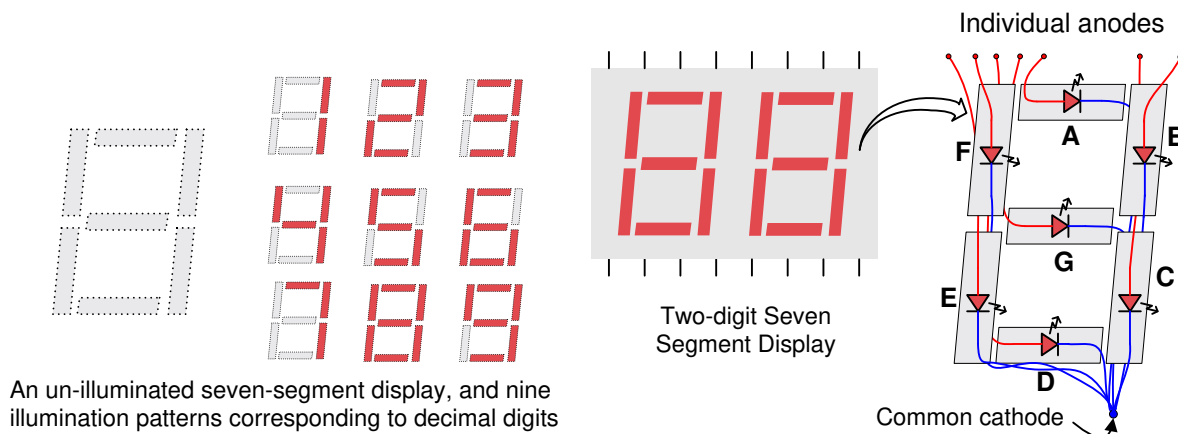 Individual anodes
A
B
F
G
E
C
D
Two-digit Seven
Segment Display
An un-illuminated seven-segment display, and nine
illumination patterns corresponding to decimal digits
Common cathode